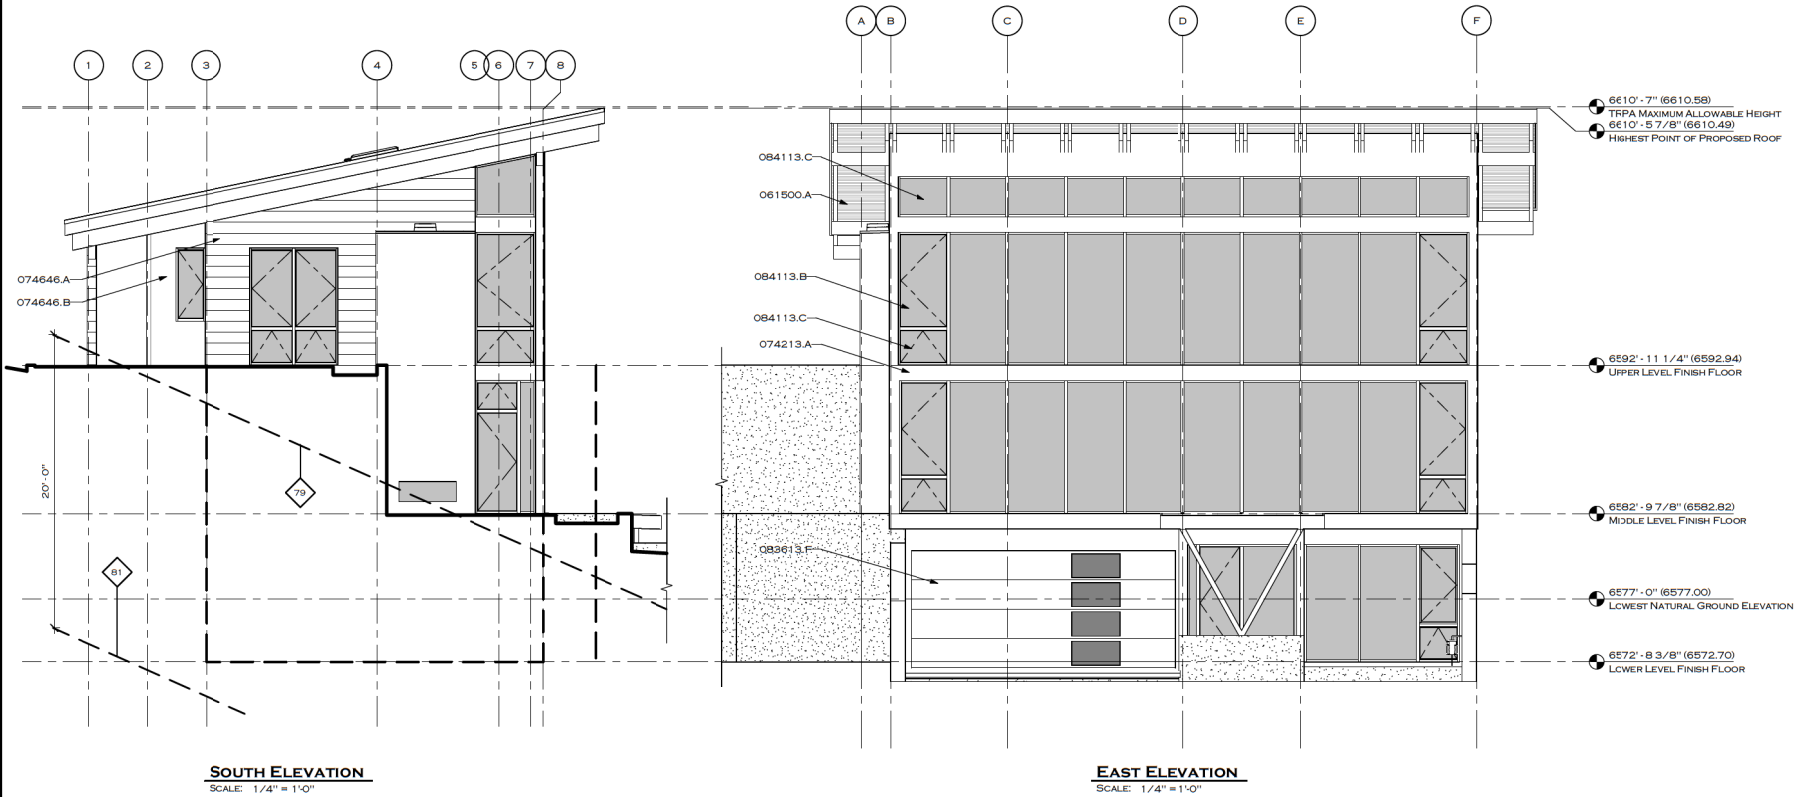 A B C D E F
1 2 3 4 5 6 7 8
6610' - 7" (6610.58)
TRPA MAXIMUM ALLOWABLE HEIGHT
6610' - 5 7/8" (6610.49)
HIGHEST POINT OF PROPOSED ROOF
084113.C
061500.A
074646.A
074646.B
084113.B
084113.C
074213.A
6592' - 11 1/4" (6592.94)
UPPER LEVEL FINISH FLOOR
20'-0"
79
6582' - 9 7/8" (6582.82)
MIDDLE LEVEL FINISH FLOOR
083613.F
81
6577' - 0" (6577.00)
LOWEST NATURAL GROUND ELEVATION
6572' - 8 3/8" (6572.70)
LOWER LEVEL FINISH FLOOR
SOUTH ELEVATION
SCALE: 1/4" = 1'-0"
EAST ELEVATION
SCALE: 1/4" = 1'-0"